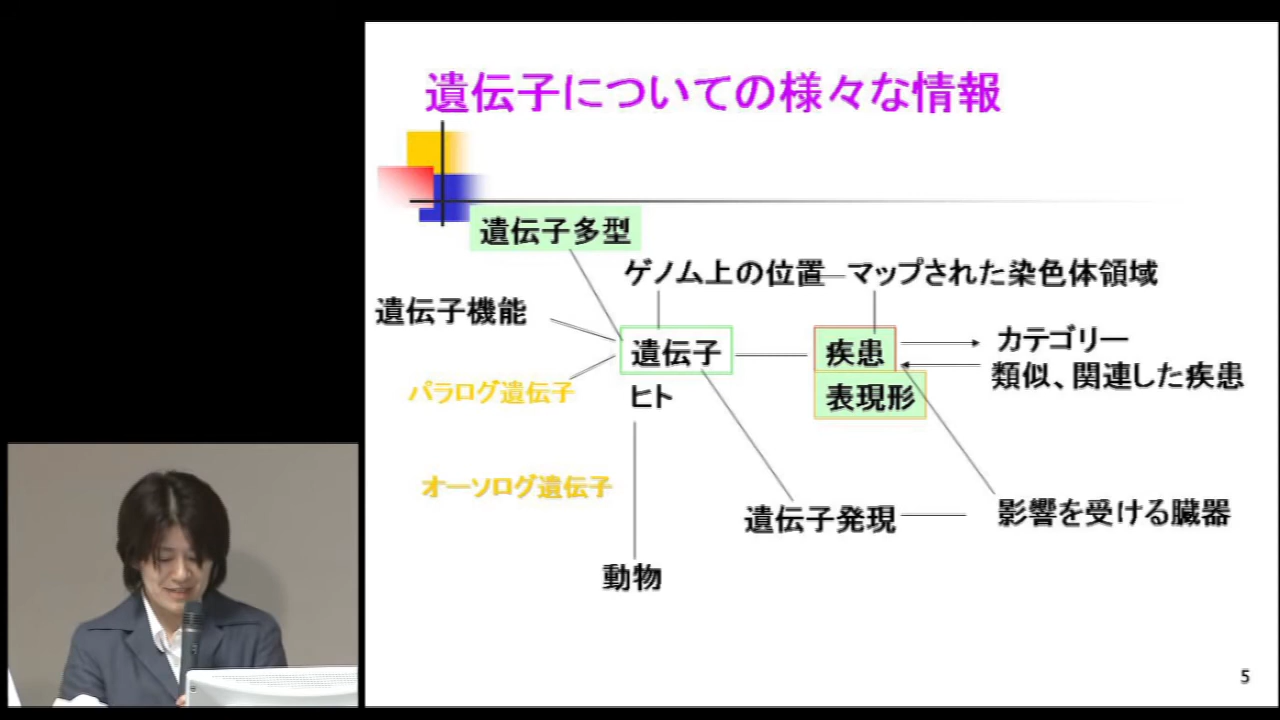 遺伝子についての様々な情報
遺伝子多型
ゲノム上の位置
マップされた染色体領域
遺伝子機能
遺伝子
疾患
カテゴリー
類似、関連した疾患
パラログ遺伝子
ヒト
表現形
オーソログ遺伝子
遺伝子発現
影響を受ける臓器
動物
5